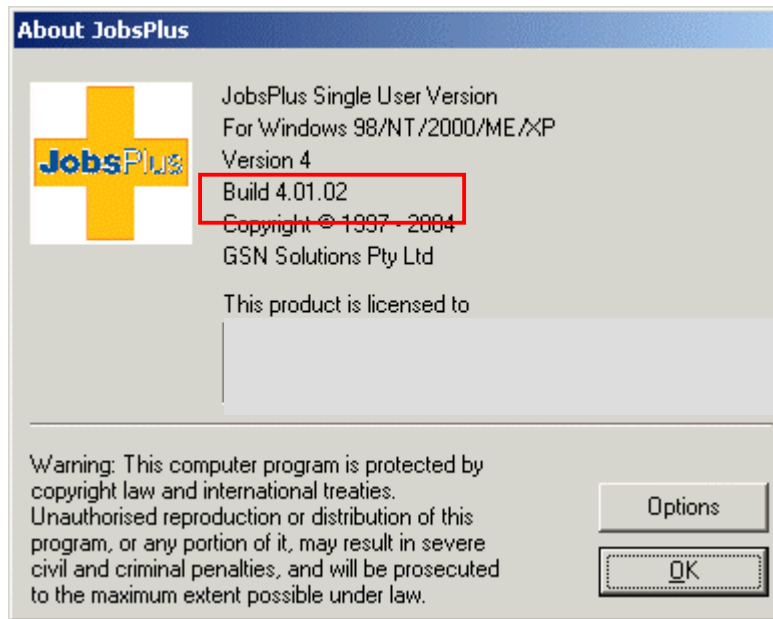 About JobsPlus
JobsPlus
JobsPlus Single User Version
For Windows 98/NT/2000/ME/XP
Version 4
Build 4.01.02
Copyright © 1997 - 2004
GSN Solutions Pty Ltd
This product is licensed to
Warning: This computer program is protected by
copyright law and international treaties.
Unauthorised reproduction or distribution of this
program, or any portion of it, may result in severe
civil and criminal penalties, and will be prosecuted
to the maximum extent possible under law.
Options
OK